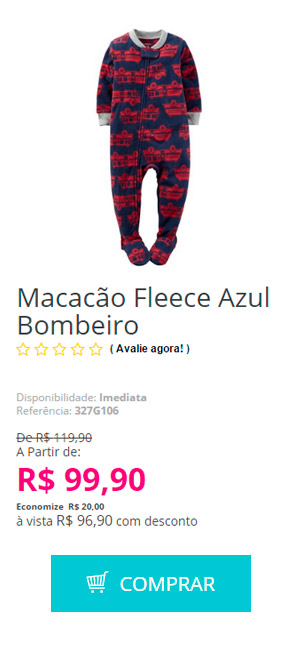 Macacão Fleece Azul
Bombeiro
( Avalie agora! )
Disponibilidade: Imediata
Referência: 327G106
De R$ 119,90
A Partir de:
R$ 99,90
Economize R$ 20,00
à vista R$ 96,90 com desconto
COMPRAR